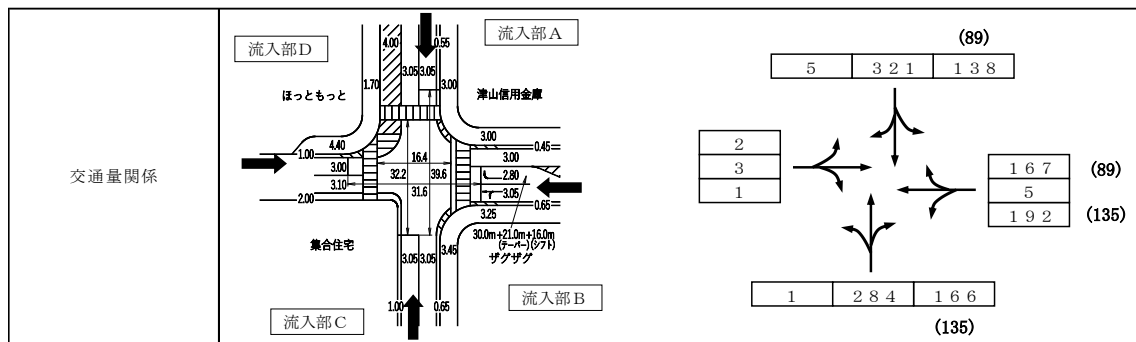 交通量関係
流入部D
流入部A
4.00
0.55
3.05
3.05
1.70
3.00
ほっともっと
津山信用金庫
3.00
4.40
0.45
1.00
16.4
3.00
3.00
32.2
39.6
2.80
3.10
31.6
3.05
2.00
0.65
3.25
30.0m+21.0m+16.0m
(テーパー)(シフト)
集合住宅
ザグザグ
3.45
3.05
3.05
1.00
0.65
流入部B
流入部C
(89)
5 321 138
2
3
1
167 (89)
5
192 (135)
1 284 166
(135)